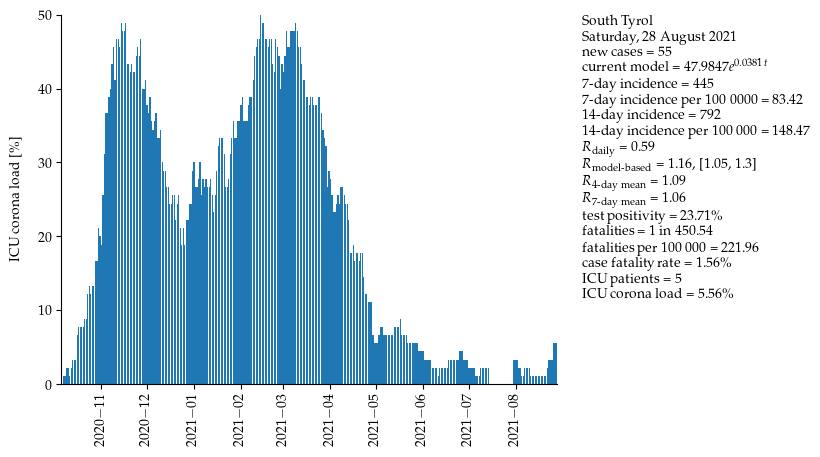 50
40
30
20
10
0
ICU corona load [%]
2020−11
2020−12
2021−01
2021−02
2021−03
2021−04
2021−05
2021−06
2021−07
2021−08
South Tyrol
Saturday, 28 August 2021
new cases = 55
current model = 47.9847e^0.0381 t
7-day incidence = 445
7-day incidence per 100 0000 = 83.42
14-day incidence = 792
14-day incidence per 100 000 = 148.47
R_daily = 0.59
R_model-based = 1.16, [1.05, 1.3]
R_4-day mean = 1.09
R_7-day mean = 1.06
test positivity = 23.71%
fatalities = 1 in 450.54
fatalities per 100 000 = 221.96
case fatality rate = 1.56%
ICU patients = 5
ICU corona load = 5.56%